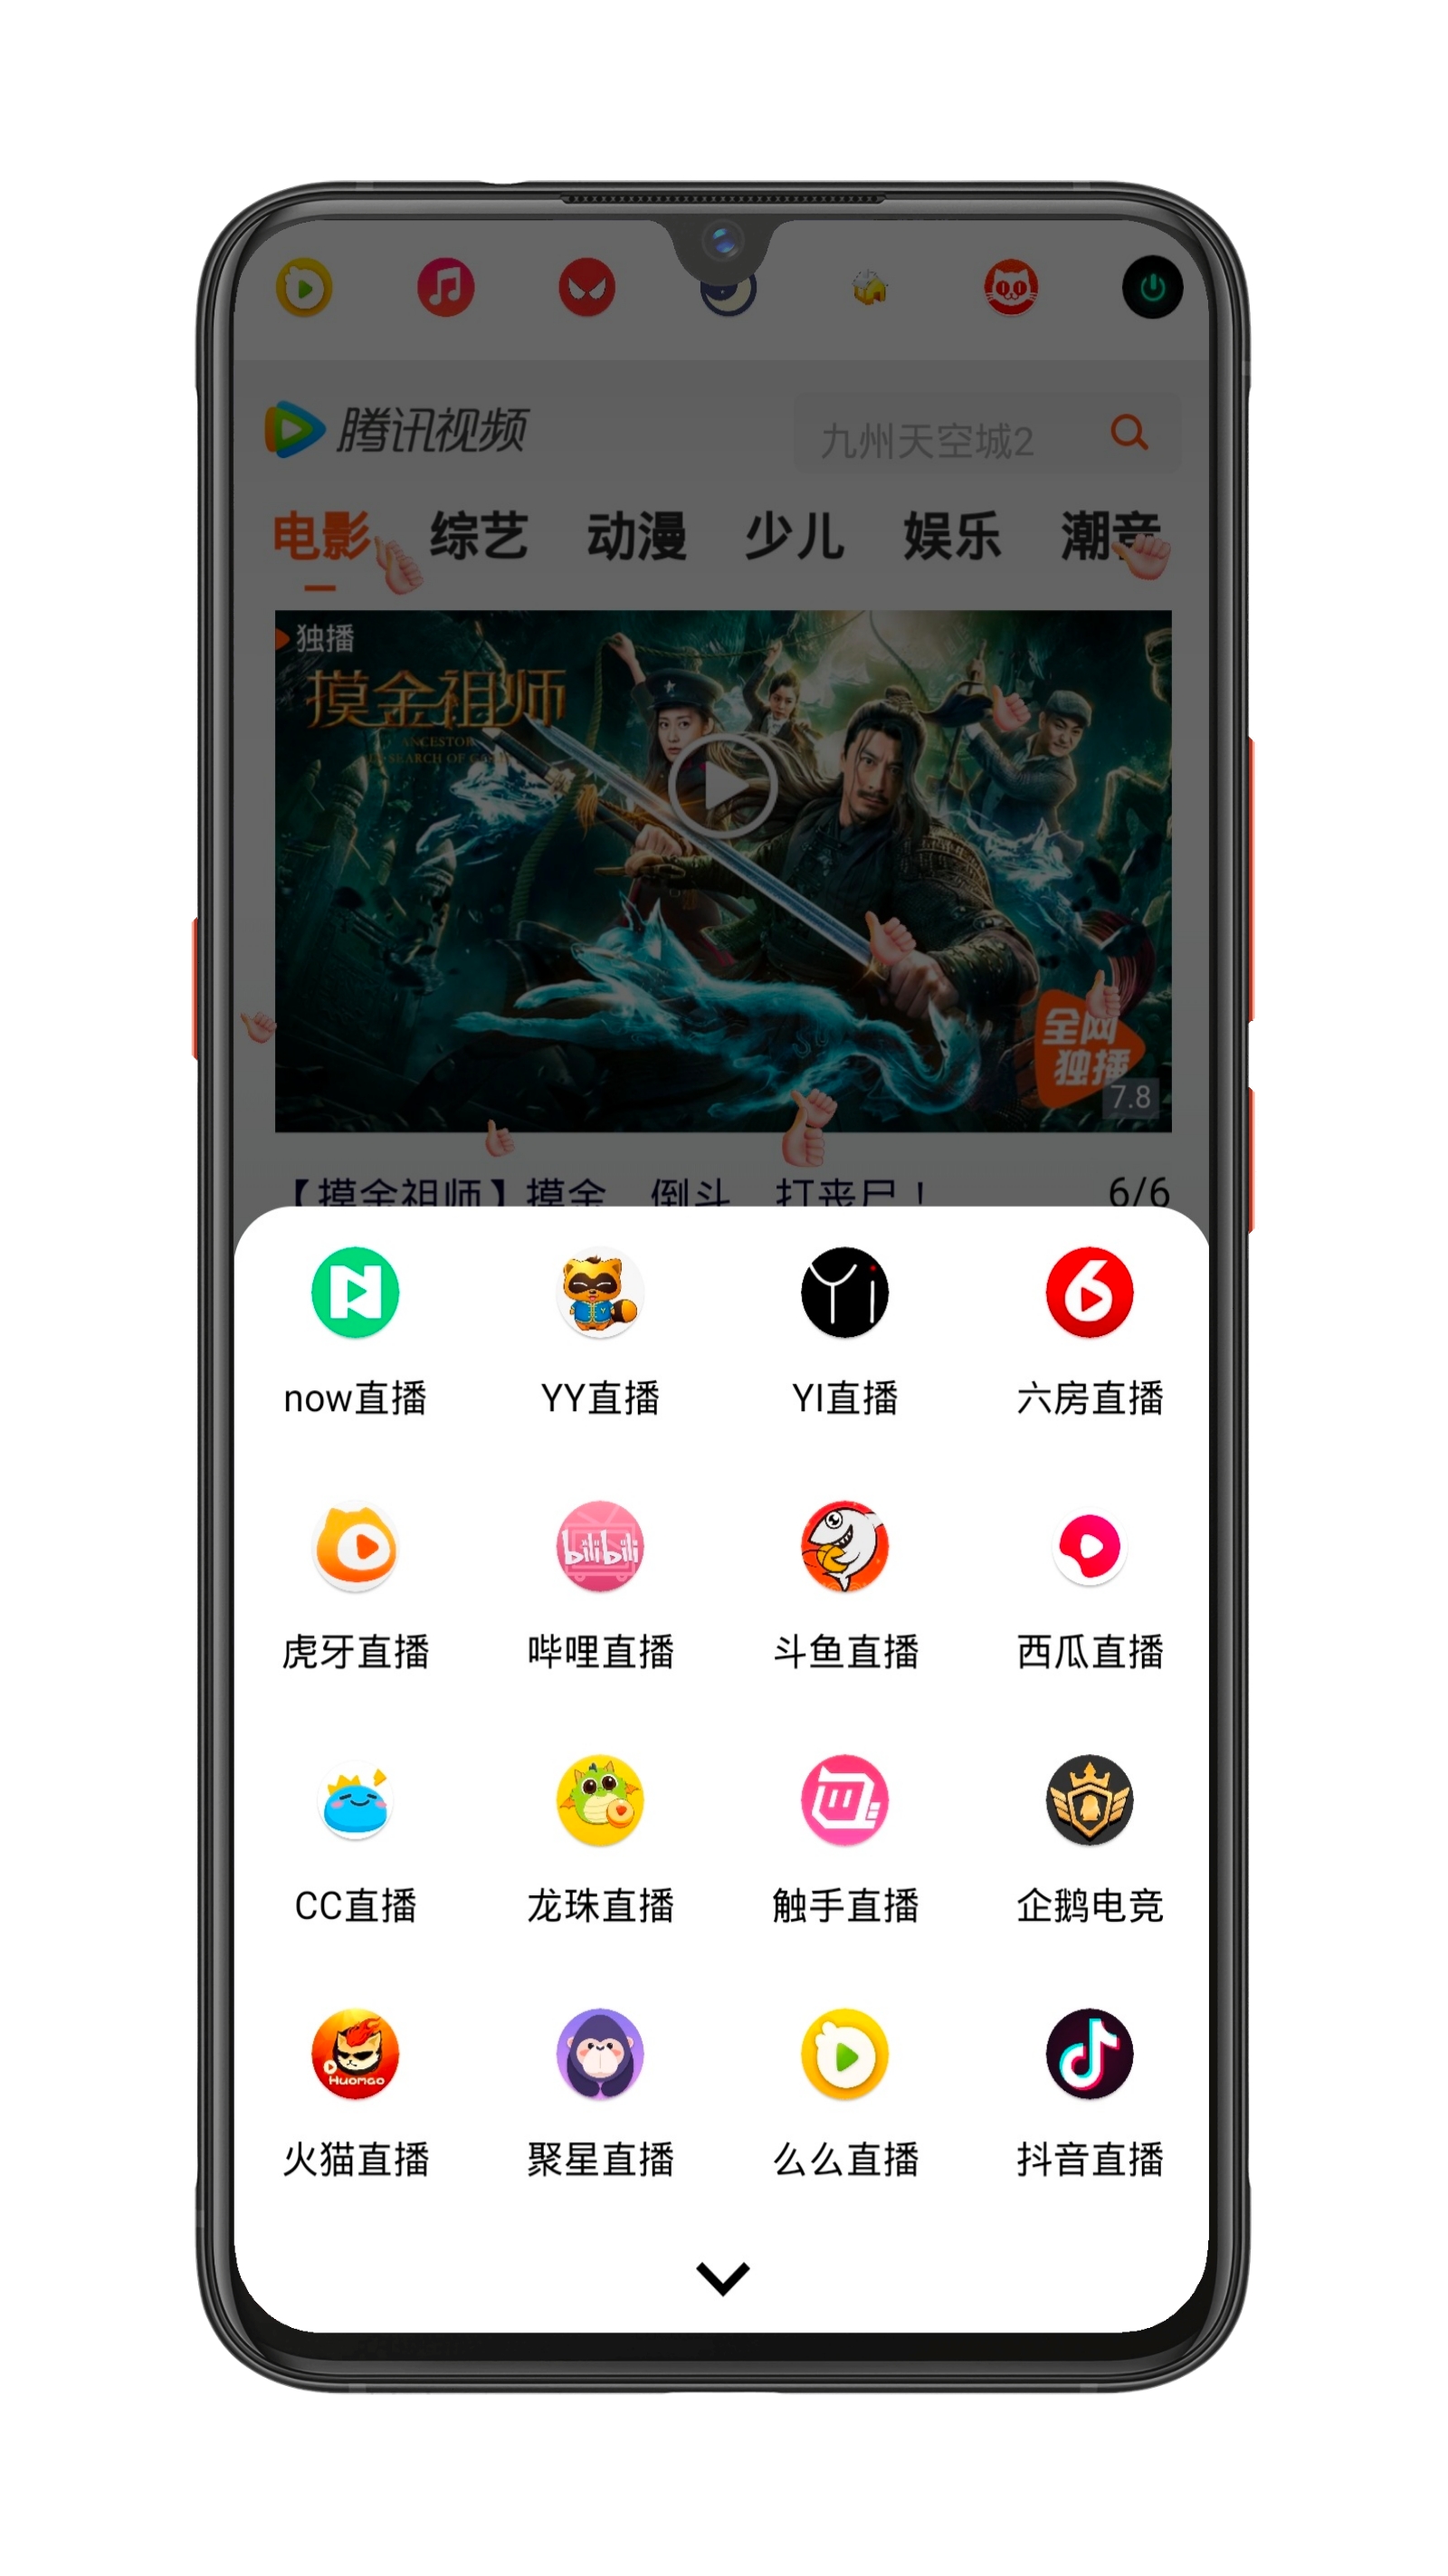 腾讯视频
九州天空城2
电影 综艺 动漫 少儿 娱乐 潮音
独播
摸金祖师
ANCESTOR
全网
独播
7.8
【摸金祖师】摸金 倒斗 打丧尸！ 6/6
now直播 YY直播 YI直播 六房直播
bilibili
虎牙直播 哔哩直播 斗鱼直播 西瓜直播
CC直播 龙珠直播 触手直播 企鹅电竞
HUOMAO
火猫直播 聚星直播 么么直播 抖音直播